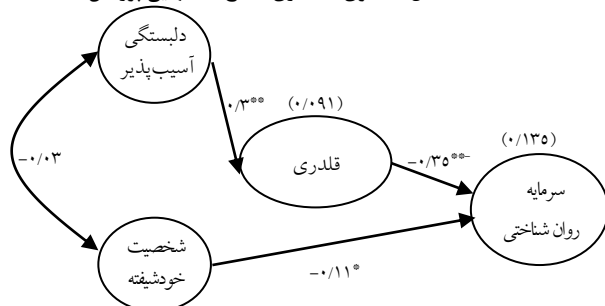 دلبستگی
آسیب‌پذیر
۰/۳**
(۰/۰۹۱)
قلدری
-۰/۳۵**
(۰/۱۳۵)
سرمایه
روان شناختی
-۰/۰۳
شخصیت
خودشیفته
-۰/۱۱*